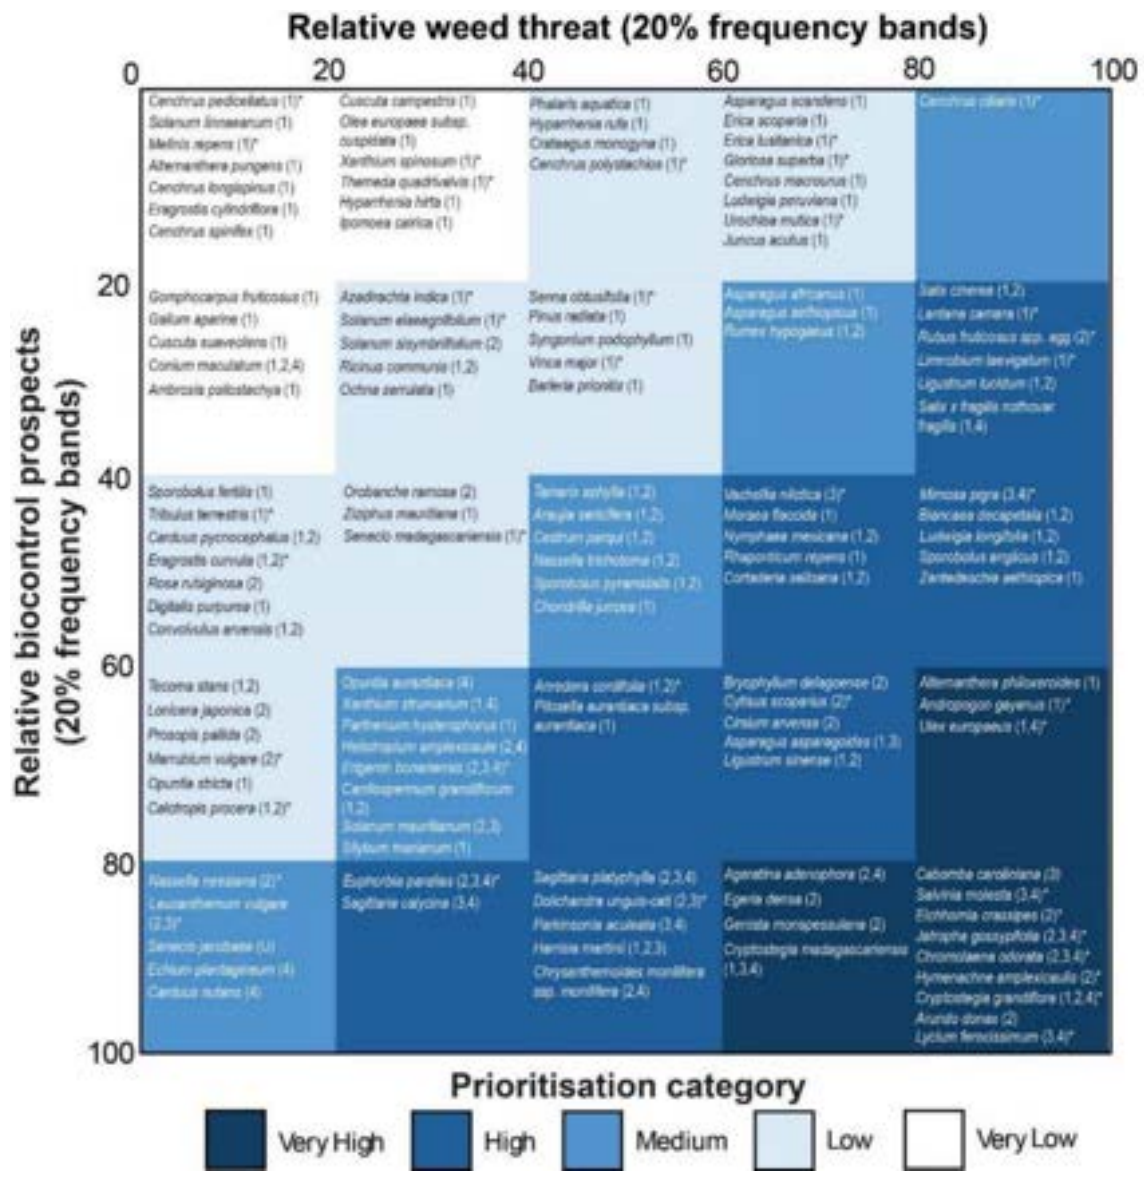 Relative weed threat (20% frequency bands)
0 20 40 60 80 100
Relative biocontrol prospects
(20% frequency bands)
Cenchrus pedicellatus (1)*
Solanum linnaeanum (1)
Melinis repens (1)*
Alternanthera pungens (1)
Cenchrus longispinus (1)
Eragrostis cylindriflora (1)
Cenchrus spinifex (1)
Cuscuta campestris (1)
Olea europaea subsp.
cuspidata (1)
Xanthium spinosum (1)*
Themeda quadrivalvis (1)*
Hyparrhenia hirta (1)
Ipomoea cairica (1)
Phalaris aquatica (1)
Hyparrhenia rufa (1)
Crataegus monogyna (1)
Cenchrus polystachios (1)*
Asparagus scandens (1)
Erica scoparia (1)
Erica lusitanica (1)*
Gloriosa superba (1)*
Cenchrus macrourus (1)
Ludwigia peruviana (1)
Urochloa mutica (1)*
Juncus acutus (1)
Cenchrus ciliaris (1)*
20
Gomphocarpus fruticosus (1)
Galium aparine (1)
Cuscuta suaveolens (1)
Conium maculatum (1,2,4)
Ambrosia psilostachya (1)
Azadirachta indica (1)*
Solanum elaeagnifolium (1)*
Solanum sisymbriifolium (2)
Ricinus communis (1,2)
Ochna serrulata (1)
Senna obtusifolia (1)*
Pinus radiata (1)
Syngonium podophyllum (1)
Vinca major (1)*
Barleria prionitis (1)
Asparagus africanus (1)
Asparagus aethiopicus (1)
Rumex hypogaeus (1,2)
Salix cinerea (1,2)
Lantana camara (1)*
Rubus fruticosus spp. agg (2)*
Limnobium laevigatum (1)*
Ligustrum lucidum (1,2)
Salix x fragilis nothovar
fragilis (1,4)
40
Sporobolus fertilis (1)
Tribulus terrestris (1)*
Carduus pycnocephalus (1,2)
Eragrostis curvula (1,2)*
Rosa rubiginosa (2)
Digitalis purpurea (1)
Convolvulus arvensis (1,2)
Orobanche ramosa (2)
Ziziphus mauritiana (1)
Senecio madagascariensis (1)*
Tamarix aphylla (1,2)
Araujia sericifera (1,2)
Cestrum parqui (1,2)
Nassella trichotoma (1,2)
Sporobolus pyramidalis (1,2)
Chondrilla juncea (1)
Vachellia nilotica (3)*
Moraea flaccida (1)
Nymphaea mexicana (1,2)
Rhaponticum repens (1)
Cortaderia selloana (1,2)
Mimosa pigra (3,4)*
Biancaea decapetala (1,2)
Ludwigia longifolia (1,2)
Sporobolus anglicus (1,2)
Zantedeschia aethiopica (1)
60
Tecoma stans (1,2)
Lonicera japonica (2)
Prosopis pallida (2)
Marrubium vulgare (2)*
Opuntia stricta (1)
Calotropis procera (1,2)*
Opuntia aurantiaca (4)
Xanthium strumarium (1,4)
Parthenium hysterophorus (1)
Heliotropium amplexicaule (2,4)
Erigeron bonariensis (2,3,4)*
Cardiospermum grandiflorum
(1,2)
Solanum mauritianum (2,3)
Silybum marianum (1)
Anredera cordifolia (1,2)*
Pilosella aurantiaca subsp.
aurantiaca (1)
Bryophyllum delagoense (2)
Cytisus scoparius (2)*
Cirsium arvense (2)
Asparagus asparagoides (1,3)
Ligustrum sinense (1,2)
Alternanthera philoxeroides (1)
Andropogon gayanus (1)*
Ulex europaeus (1,4)*
80
Nassella neesiana (2)*
Leucanthemum vulgare
(2,3)*
Senecio jacobaea (U)
Echium plantagineum (4)
Carduus nutans (4)
Euphorbia paralias (2,3,4)*
Sagittaria calycina (3,4)
Sagittaria platyphylla (2,3,4)
Dolichandra unguis-cati (2,3)*
Parkinsonia aculeata (3,4)
Harrisia martinii (1,2,3)
Chrysanthemoides monilifera
ssp. monilifera (2,4)
Ageratina adenophora (2,4)
Egeria densa (2)
Genista monspessulana (2)
Cryptostegia madagascariensis
(1,3,4)
Cabomba caroliniana (3)
Salvinia molesta (3,4)*
Eichhornia crassipes (2)*
Jatropha gossypiifolia (2,3,4)*
Chromolaena odorata (2,3,4)*
Hymenachne amplexicaulis (2)*
Cryptostegia grandiflora (1,2,4)*
Arundo donax (2)
Lycium ferocissimum (3,4)*
100
Prioritisation category
Very High
High
Medium
Low
Very Low